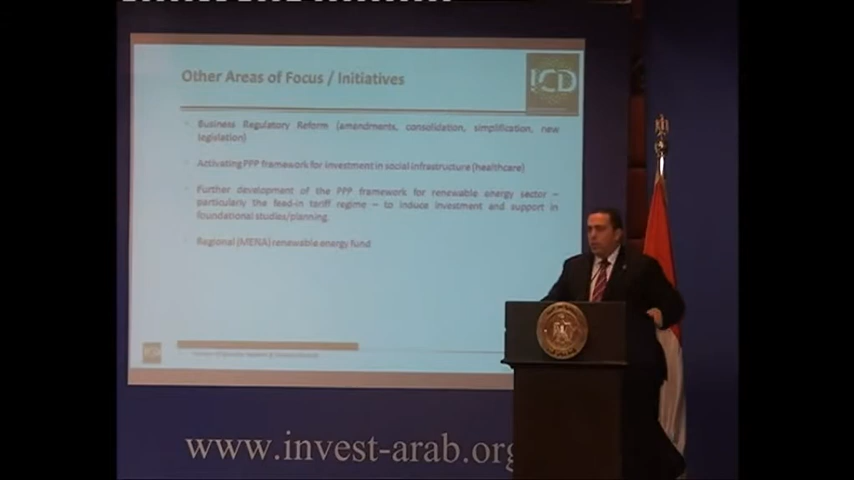 Other Areas of Focus / Initiatives
ICD
Business Regulatory Reform (amendments, consolidation, simplification, new
legislation)
Activating PPP framework for investment in social infrastructure (healthcare)
Further development of the PPP framework for renewable energy sector –
particularly the feed-in tariff regime – to induce investment and support in
foundational studies/planning.
Regional (MENA) renewable energy fund
www.invest-arab.org